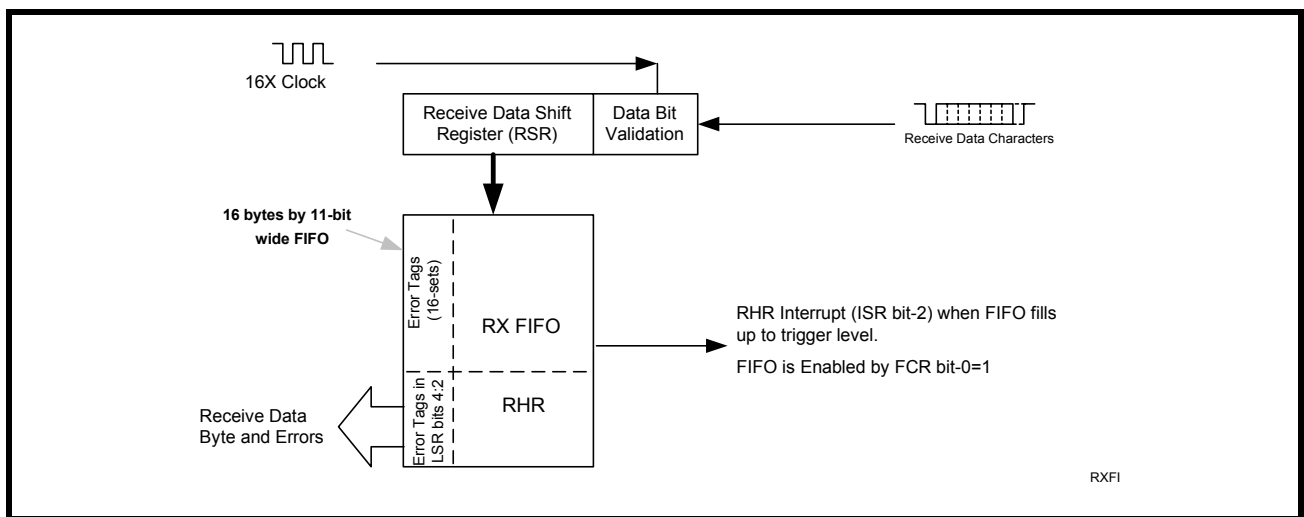 16X Clock
Receive Data Shift
Register (RSR)
Data Bit
Validation
Receive Data Characters
16 bytes by 11-bit
wide FIFO
Error Tags
(16-sets)
RX FIFO
RHR Interrupt (ISR bit-2) when FIFO fills
up to trigger level.
FIFO is Enabled by FCR bit-0=1
Error Tags in
LSR bits 4:2
RHR
Receive Data
Byte and Errors
RXFI